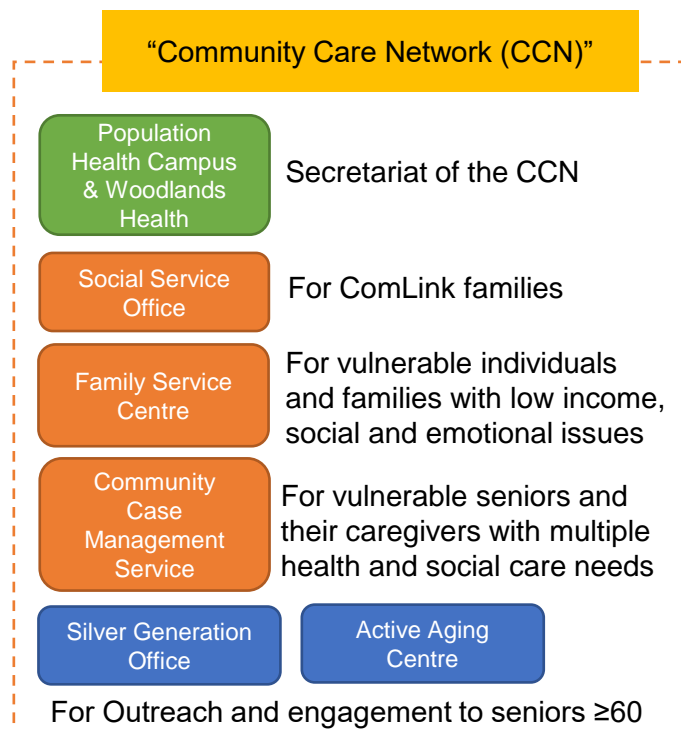 “Community Care Network (CCN)”
Population
Health Campus
& Woodlands
Health
Secretariat of the CCN
Social Service
Office
For ComLink families
Family Service
Centre
For vulnerable individuals
and families with low income,
social and emotional issues
Community
Case
Management
Service
For vulnerable seniors and
their caregivers with multiple
health and social care needs
Silver Generation
Office
Active Aging
Centre
For Outreach and engagement to seniors ≥60